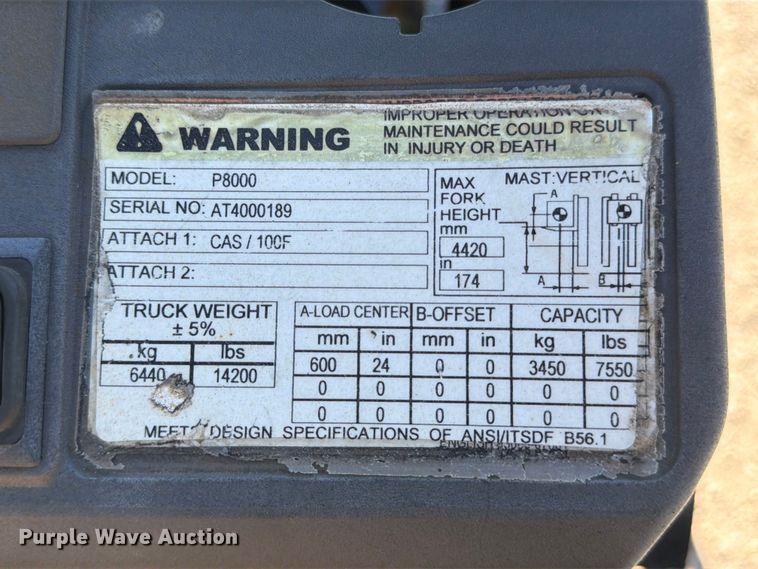 WARNING
IMPROPER OPERATION OR
MAINTENANCE COULD RESULT
IN INJURY OR DEATH
MODEL: P8000
SERIAL NO: AT4000189
ATTACH 1: CAS / 100F
ATTACH 2:
MAX
FORK
HEIGHT
mm
4420
in
174
MAST:VERTICAL
A
A
B
TRUCK WEIGHT
± 5%
kg lbs
6440 14200
A-LOAD CENTER B-OFFSET CAPACITY
mm in mm in kg lbs
600 24 0 0 3450 7550
0 0 0 0 0 0
0 0 0 0 0 0
MEETS DESIGN SPECIFICATIONS OF ANSI/ITSDF B56.1
Purple Wave Auction